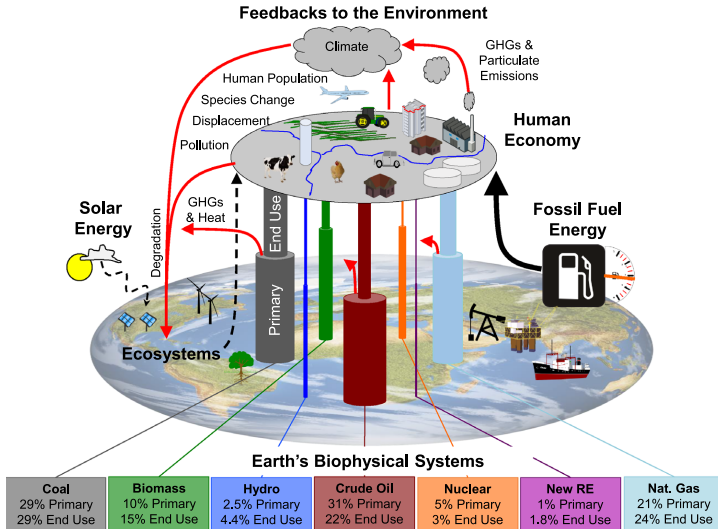 Feedbacks to the Environment
Climate
GHGs &
Particulate
Emissions
Human Population
Species Change
Displacement
Pollution
Human
Economy
Solar
Energy
GHGs
& Heat
Degradation
End Use
Primary
Fossil Fuel
Energy
Ecosystems
Earth's Biophysical Systems
Coal
29% Primary
29% End Use
Biomass
10% Primary
15% End Use
Hydro
2.5% Primary
4.4% End Use
Crude Oil
31% Primary
22% End Use
Nuclear
5% Primary
3% End Use
New RE
1% Primary
1.8% End Use
Nat. Gas
21% Primary
24% End Use